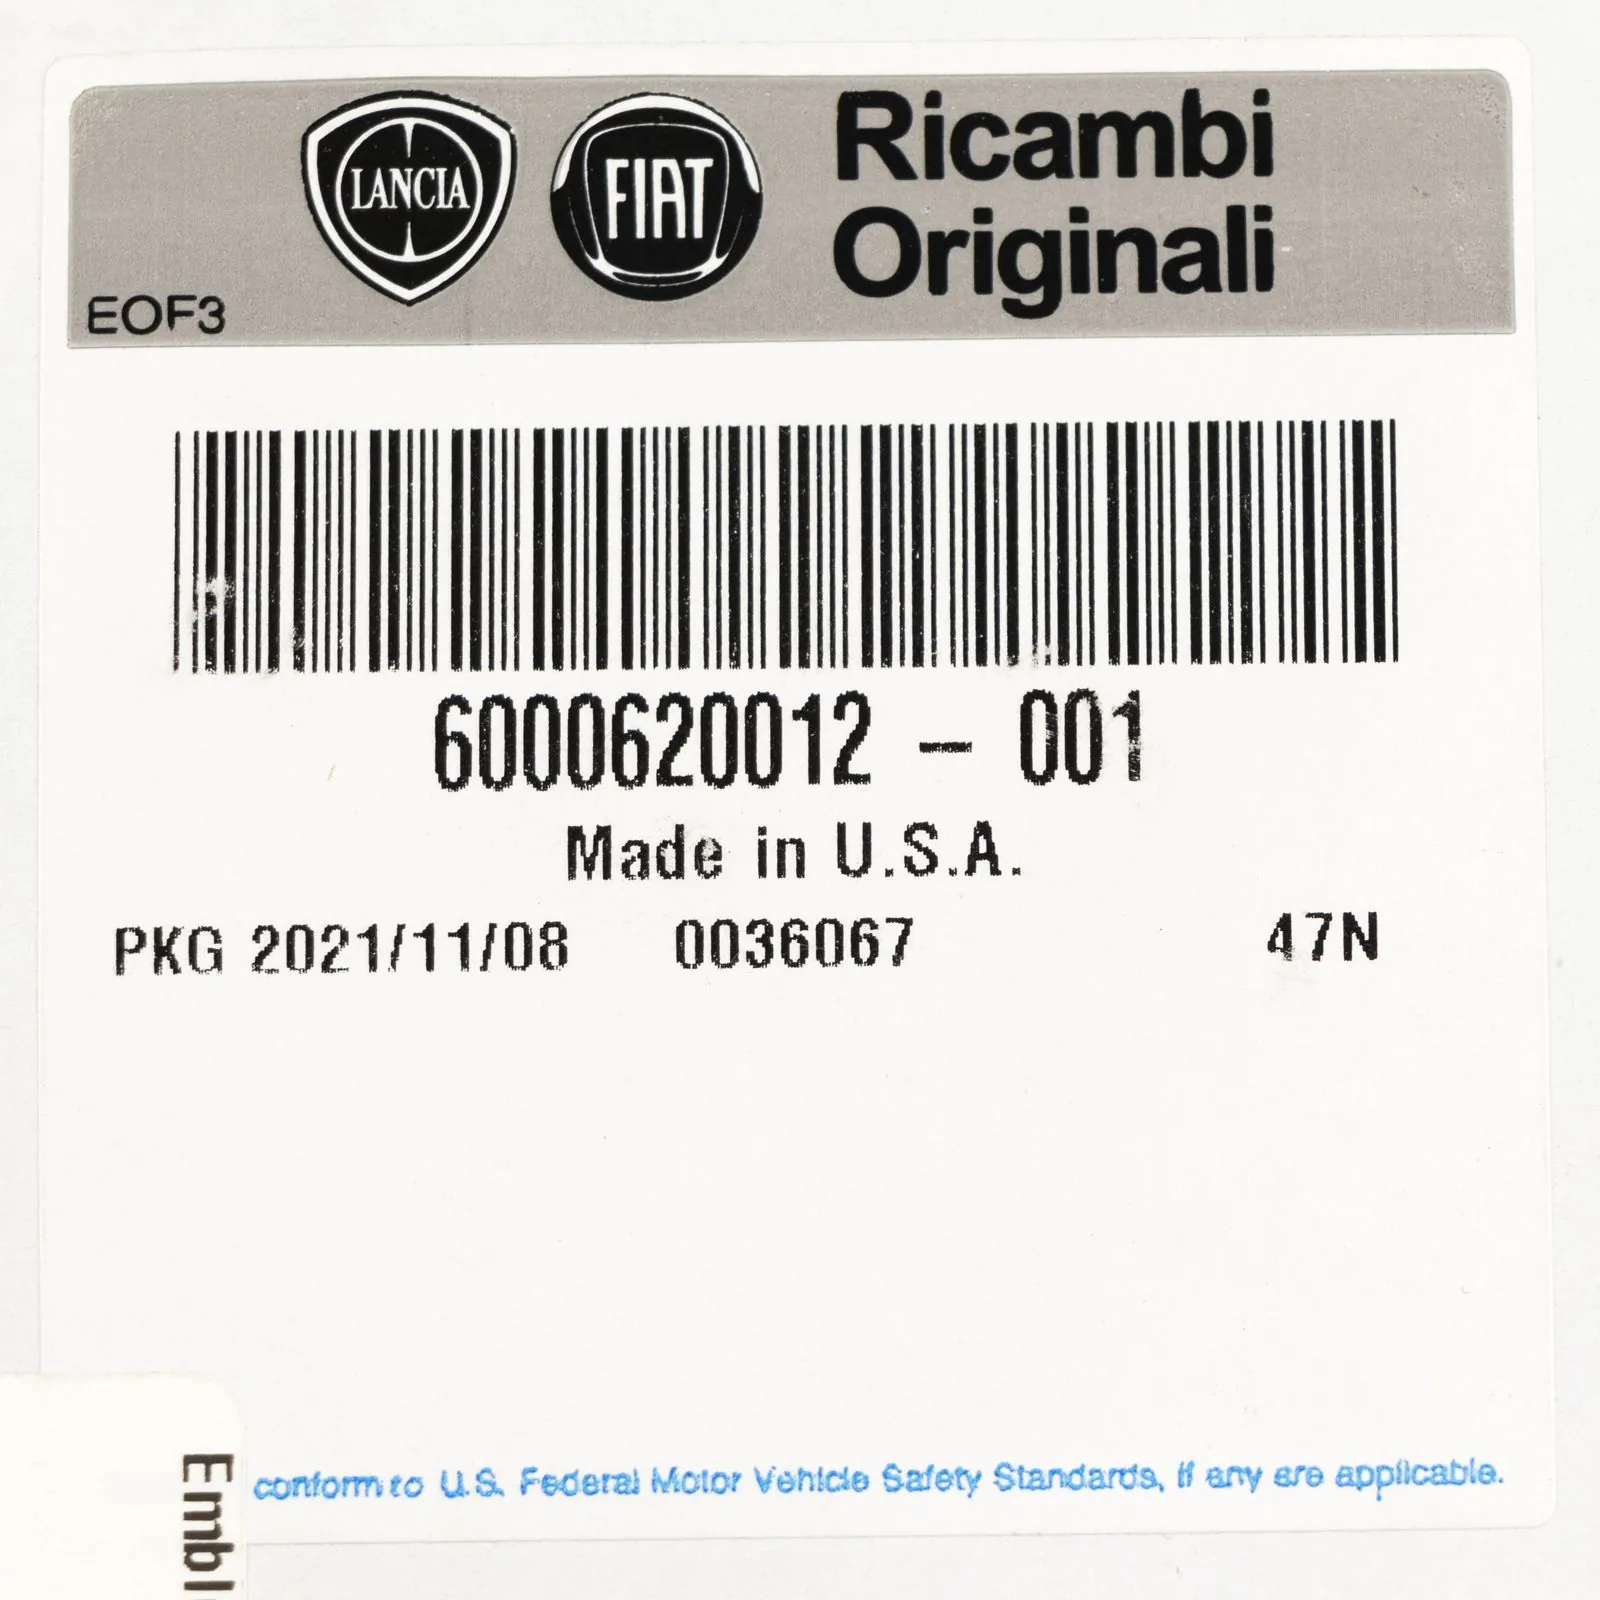 LANCIA
FIAT
Ricambi
Originali
EOF3
6000620012 – 001
Made in U.S.A.
PKG 2021/11/08 0036067 47N
conform to U.S. Federal Motor Vehicle Safety Standards, if any are applicable.